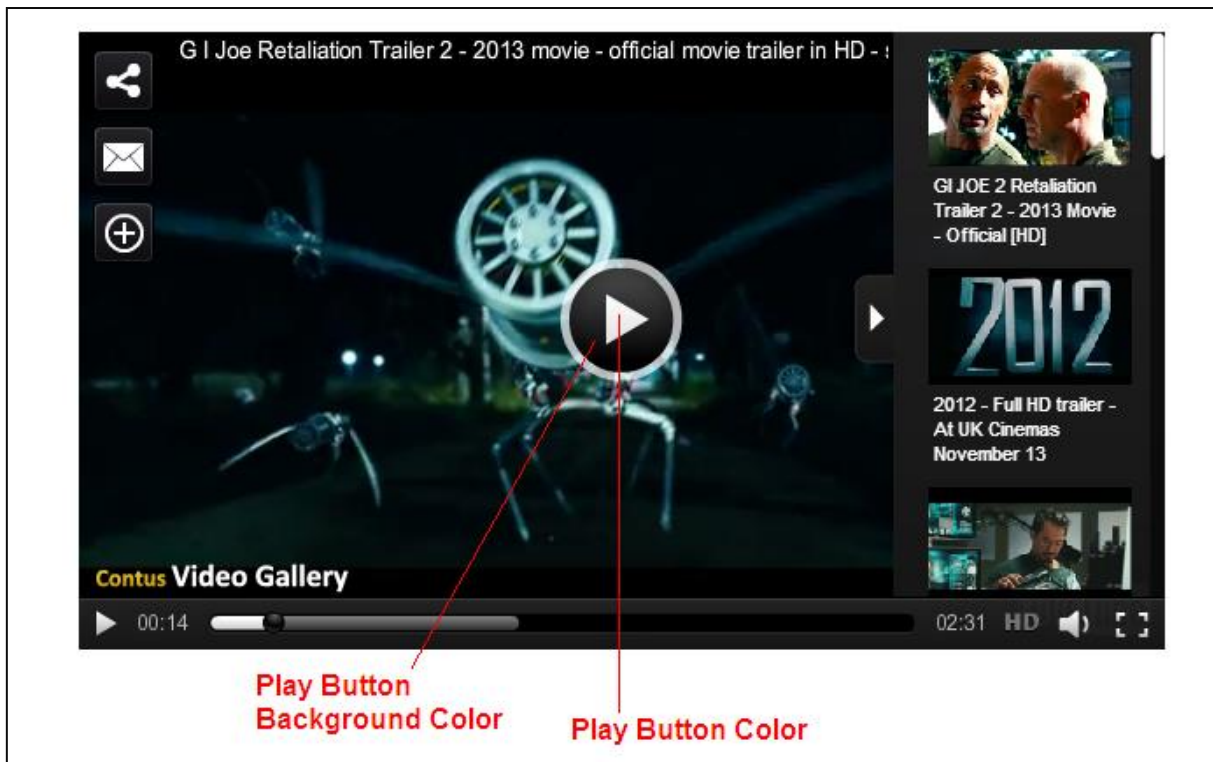 G I Joe Retaliation Trailer 2 - 2013 movie - official movie trailer in HD -
GI JOE 2 Retaliation
Trailer 2 - 2013 Movie
- Official [HD]
2012
2012 - Full HD trailer -
At UK Cinemas
November 13
Contus Video Gallery
00:14
02:31
HD
Play Button
Background Color
Play Button Color